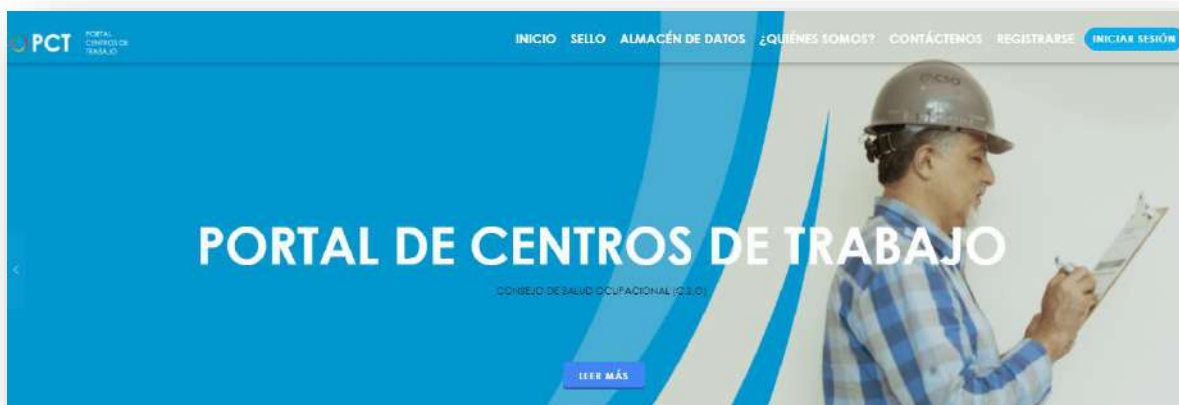 PCT
PORTAL
CENTROS DE
TRABAJO
INICIO SELLO ALMACÉN DE DATOS ¿QUIÉNES SOMOS? CONTÁCTENOS REGISTRARSE INICIAR SESIÓN
CSO
PORTAL DE CENTROS DE TRABAJO
CONSEJO DE SALUD OCUPACIONAL (C.S.O)
LEER MÁS